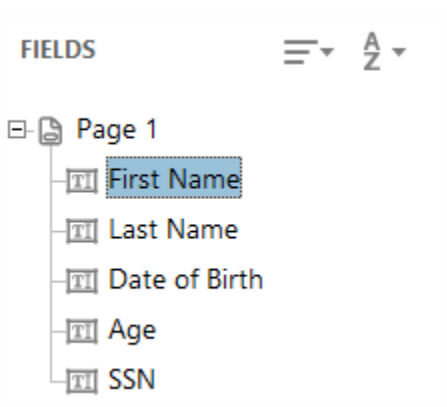 FIELDS
Page 1
First Name
Last Name
Date of Birth
Age
SSN